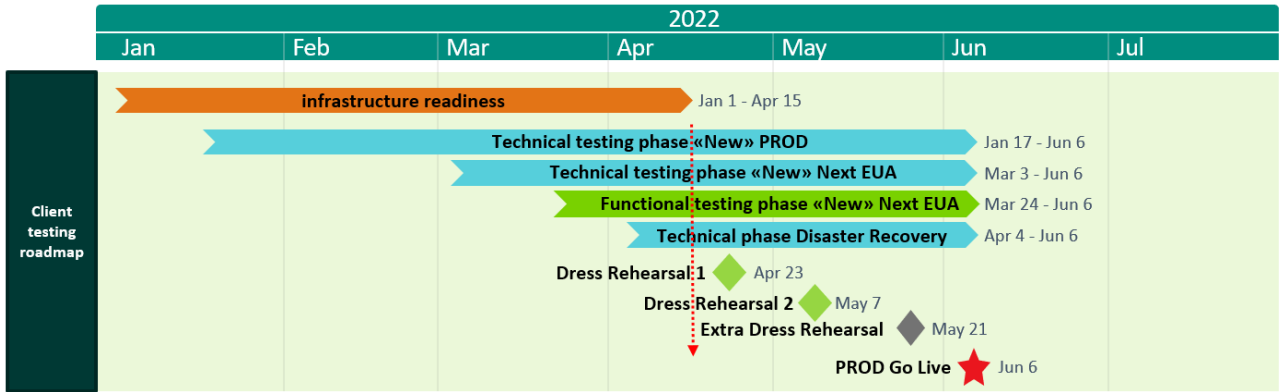 2022
Jan Feb Mar Apr May Jun Jul
Client
testing
roadmap
infrastructure readiness Jan 1 - Apr 15
Technical testing phase «New» PROD Jan 17 - Jun 6
Technical testing phase «New» Next EUA Mar 3 - Jun 6
Functional testing phase «New» Next EUA Mar 24 - Jun 6
Technical phase Disaster Recovery Apr 4 - Jun 6
Dress Rehearsal 1 Apr 23
Dress Rehearsal 2 May 7
Extra Dress Rehearsal May 21
PROD Go Live Jun 6